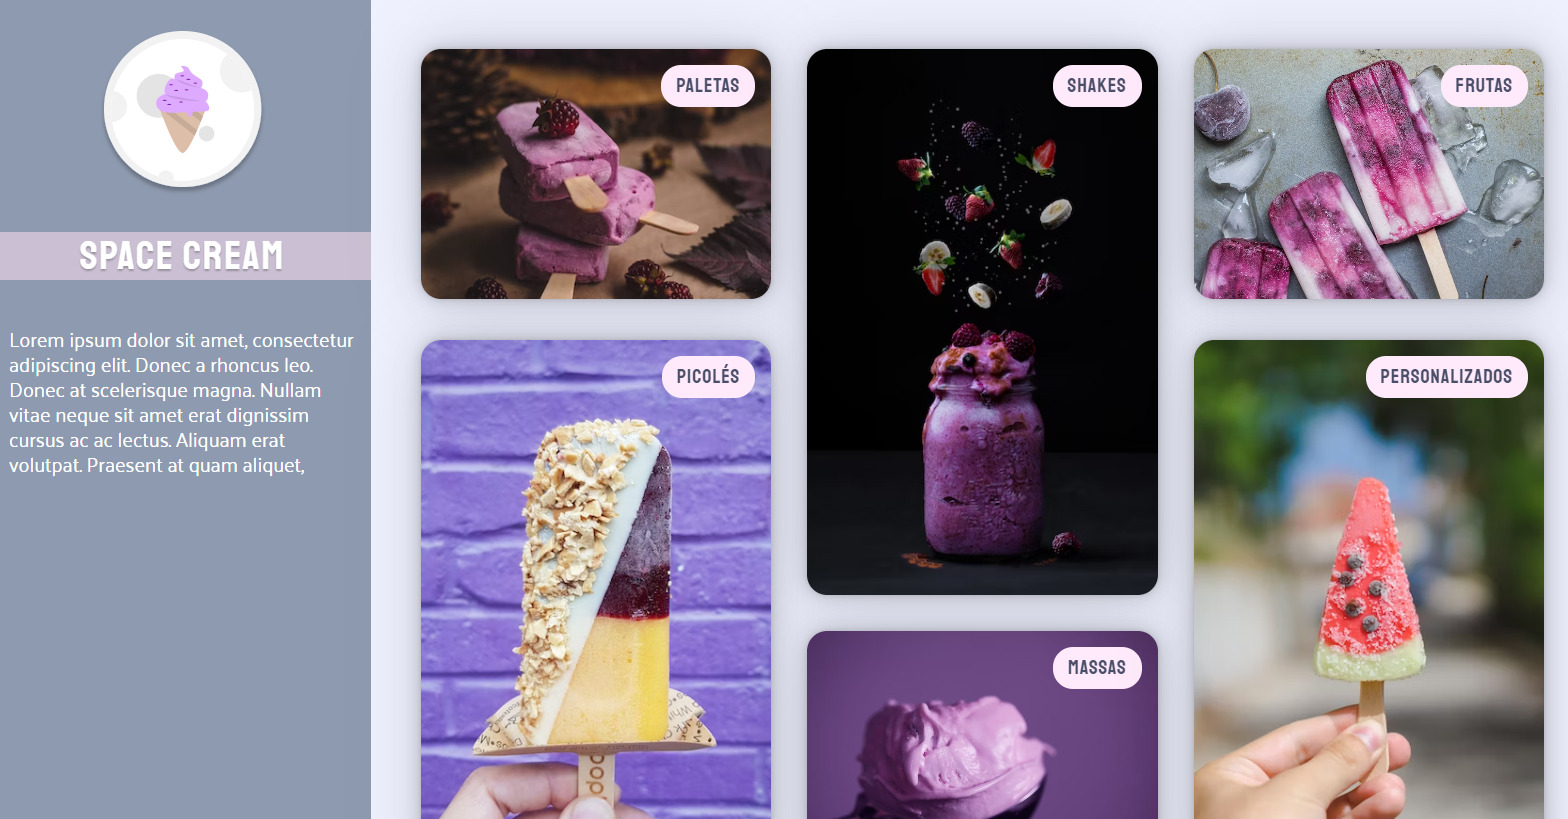 SPACE CREAM
Lorem ipsum dolor sit amet, consectetur
adipiscing elit. Donec a rhoncus leo.
Donec at scelerisque magna. Nullam
vitae neque sit amet erat dignissim
cursus ac ac lectus. Aliquam erat
volutpat. Praesent at quam aliquet,
PALETAS
SHAKES
FRUTAS
PICOLÉS
PERSONALIZADOS
MASSAS